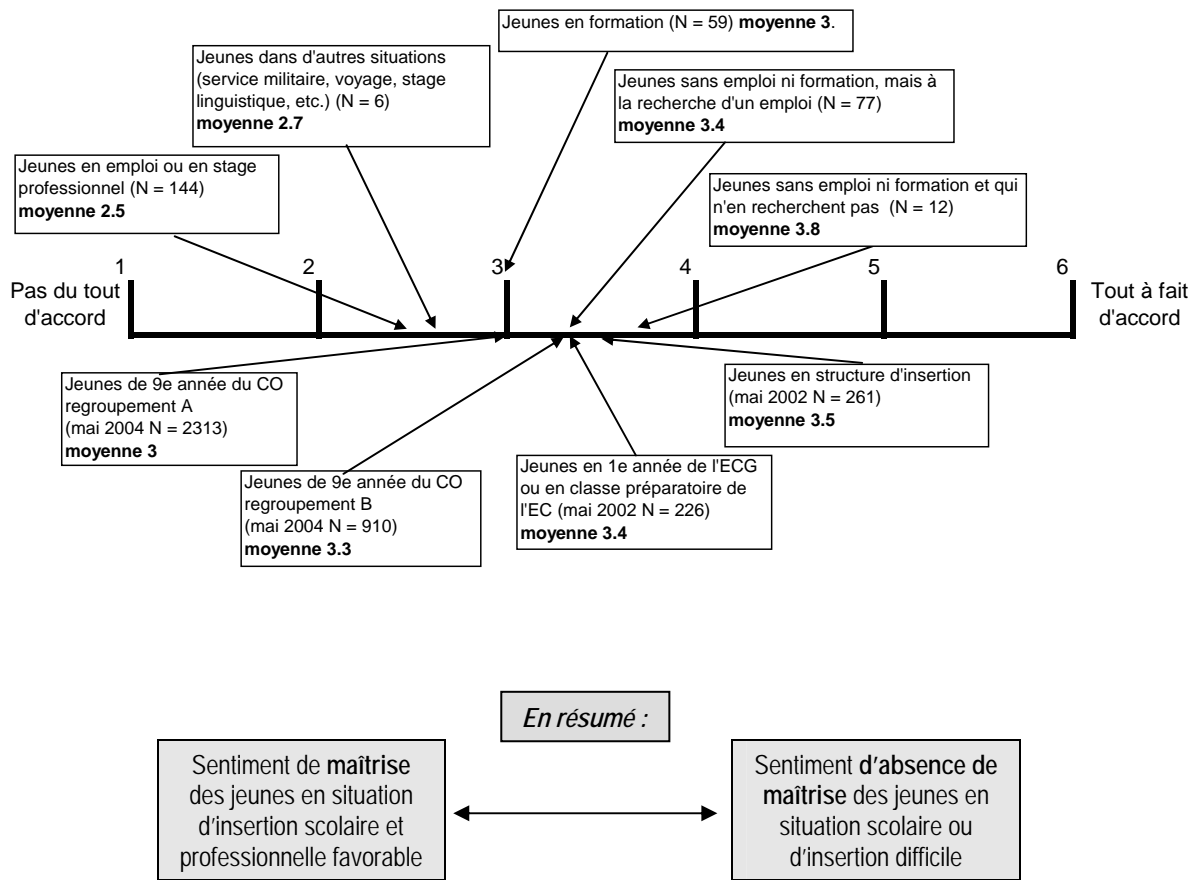 Jeunes en formation (N = 59) moyenne 3.
Jeunes dans d'autres situations
(service militaire, voyage, stage
linguistique, etc.) (N = 6)
moyenne 2.7
Jeunes sans emploi ni formation, mais à
la recherche d'un emploi (N = 77)
moyenne 3.4
Jeunes en emploi ou en stage
professionnel (N = 144)
moyenne 2.5
Jeunes sans emploi ni formation et qui
n'en recherchent pas (N = 12)
moyenne 3.8
1 2 3 4 5 6
Pas du tout
d'accord
Tout à fait
d'accord
Jeunes de 9e année du CO
regroupement A
(mai 2004 N = 2313)
moyenne 3
Jeunes de 9e année du CO
regroupement B
(mai 2004 N = 910)
moyenne 3.3
Jeunes en 1e année de l'ECG
ou en classe préparatoire de
l'EC (mai 2002 N = 226)
moyenne 3.4
Jeunes en structure d'insertion
(mai 2002 N = 261)
moyenne 3.5
En résumé :
Sentiment de maîtrise
des jeunes en situation
d'insertion scolaire et
professionnelle favorable
Sentiment d'absence de
maîtrise des jeunes en
situation scolaire ou
d'insertion difficile